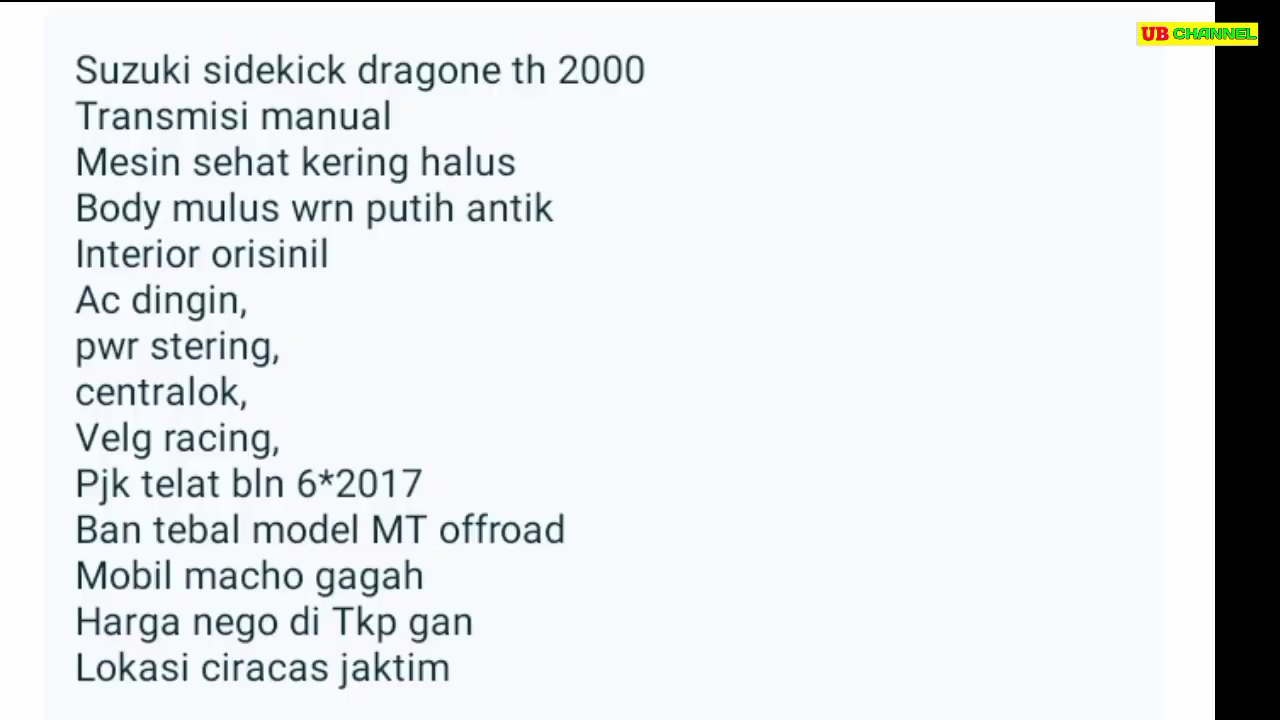 UB CHANNEL
Suzuki sidekick dragone th 2000
Transmisi manual
Mesin sehat kering halus
Body mulus wrn putih antik
Interior orisinil
Ac dingin,
pwr stering,
centralok,
Velg racing,
Pjk telat bln 6*2017
Ban tebal model MT offroad
Mobil macho gagah
Harga nego di Tkp gan
Lokasi ciracas jaktim